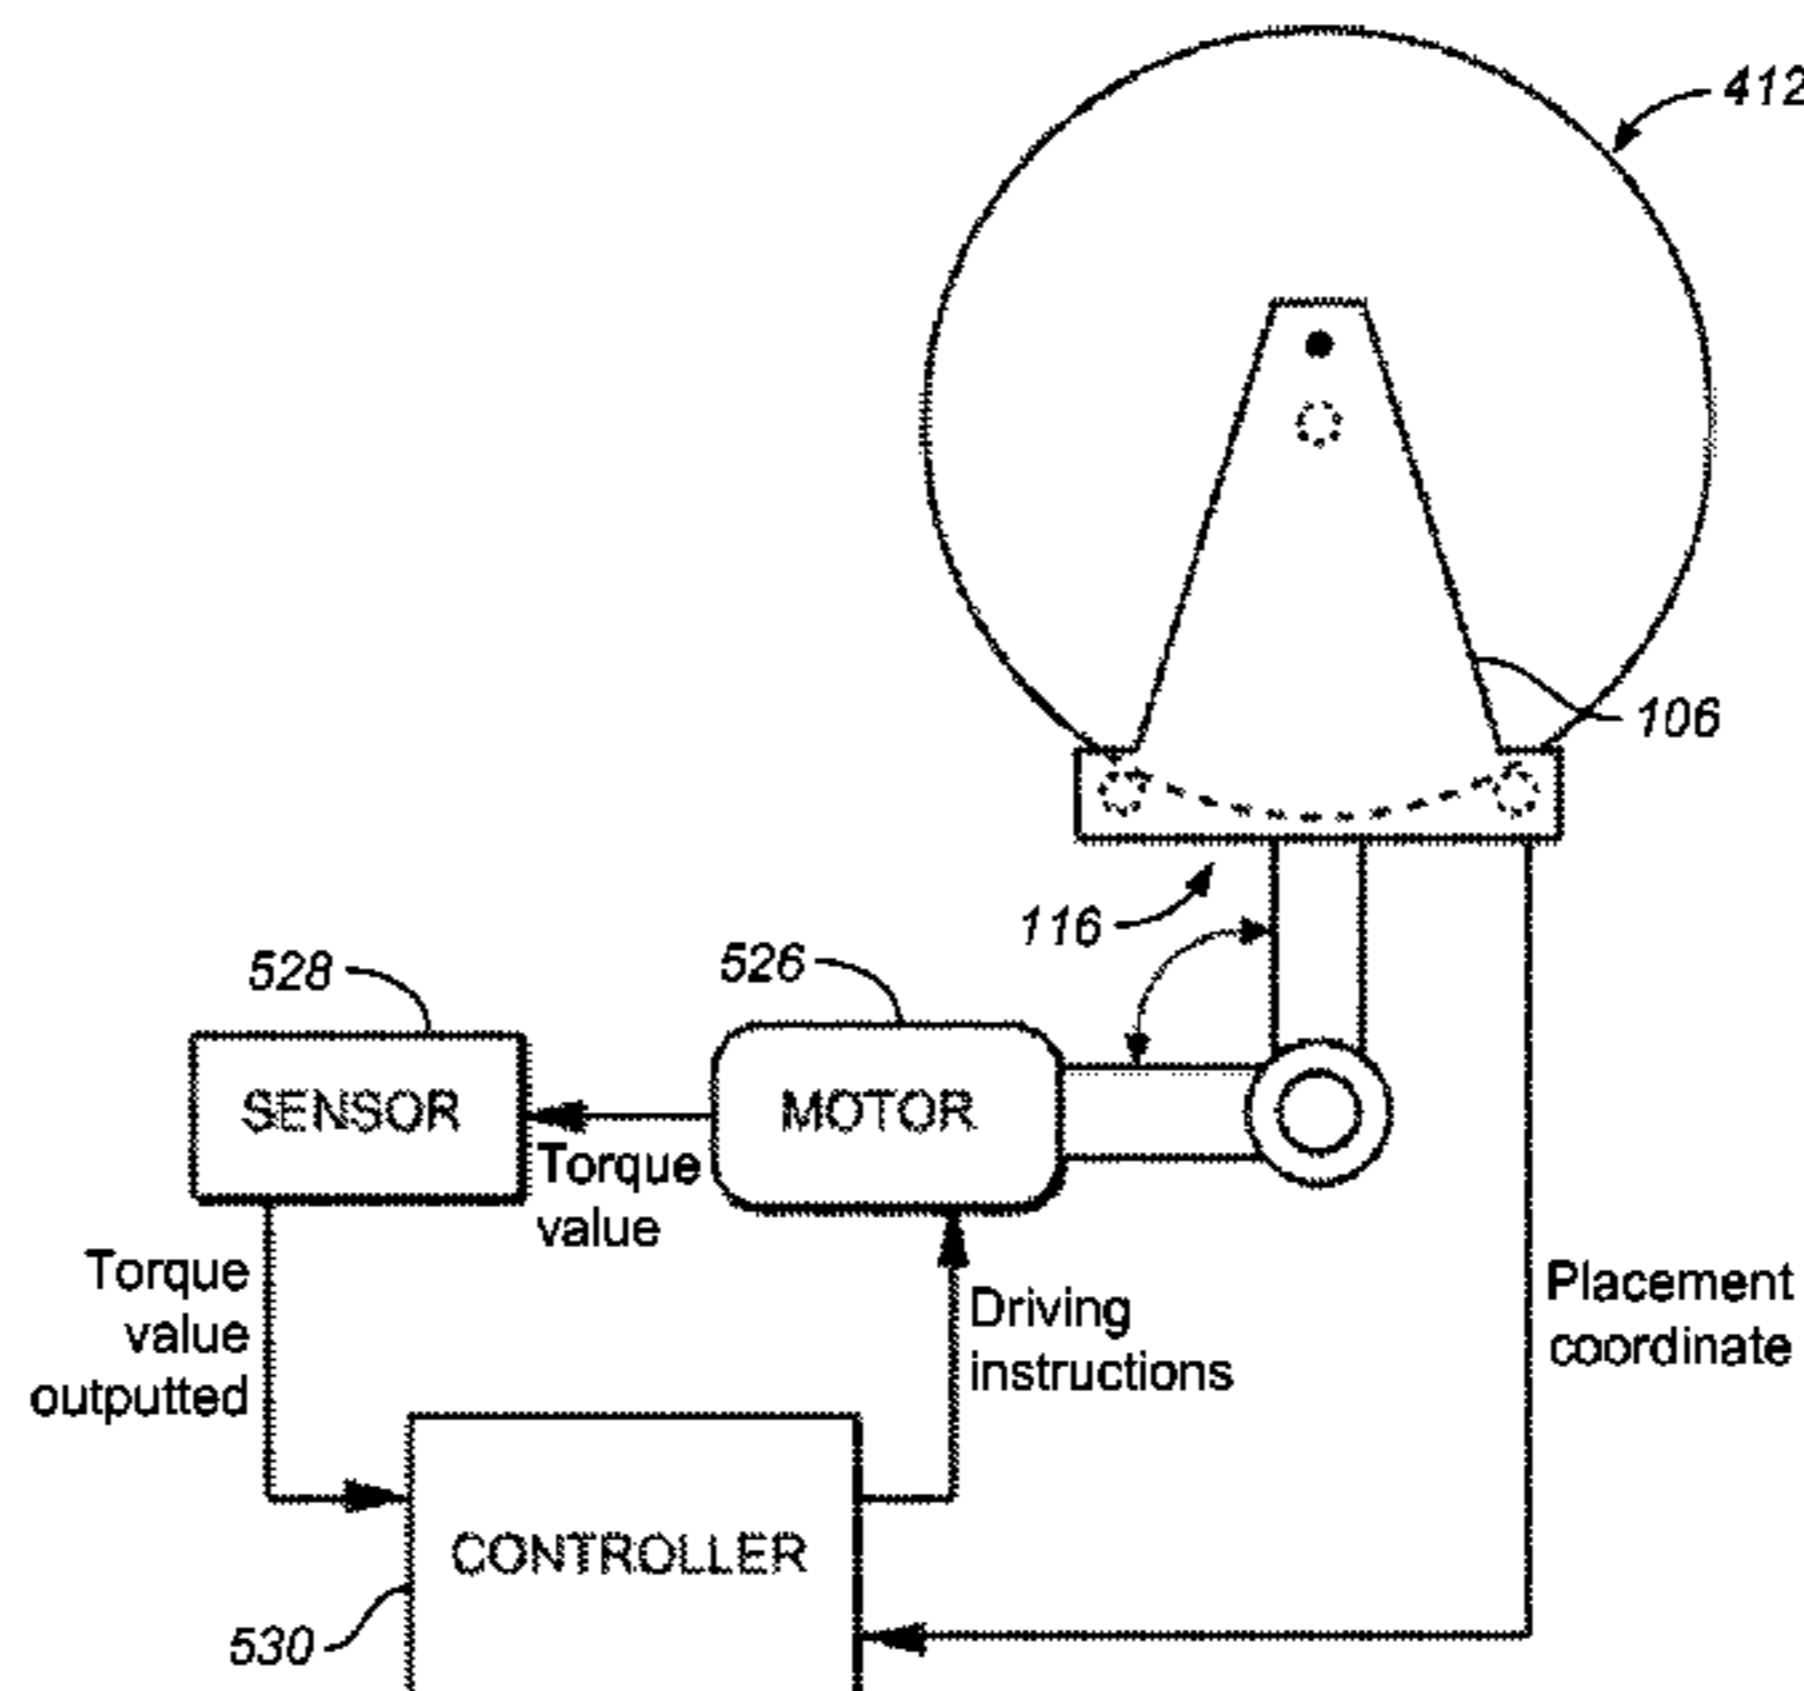 412
106
116
528
526
SENSOR
MOTOR
Torque
value
Torque
value
outputted
Driving
instructions
Placement
coordinate
CONTROLLER
530